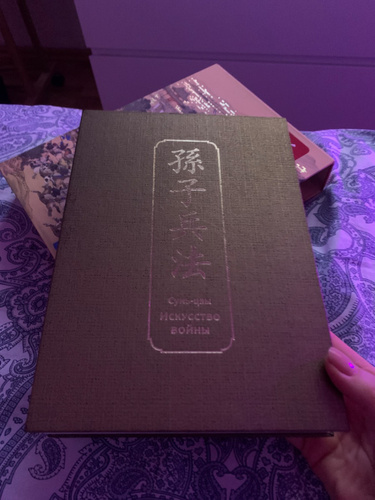 孫子兵法
Сунь-цзы
Искусство
войны